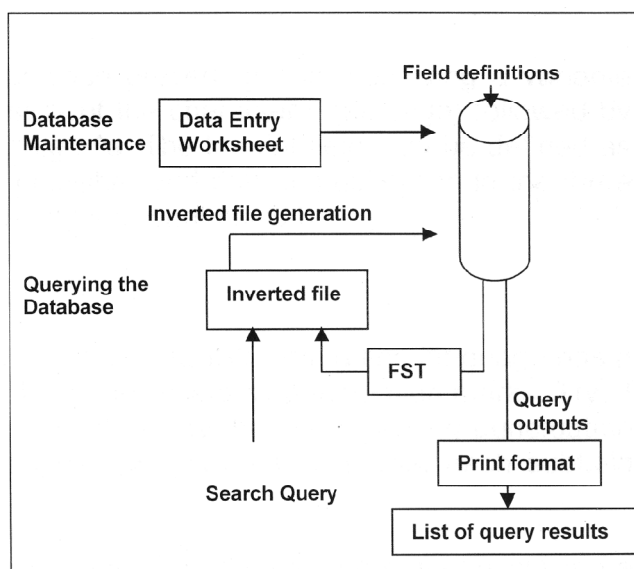 Field definitions
Database
Maintenance
Data Entry
Worksheet
Inverted file generation
Querying the
Database
Inverted file
FST
Query
outputs
Search Query
Print format
List of query results